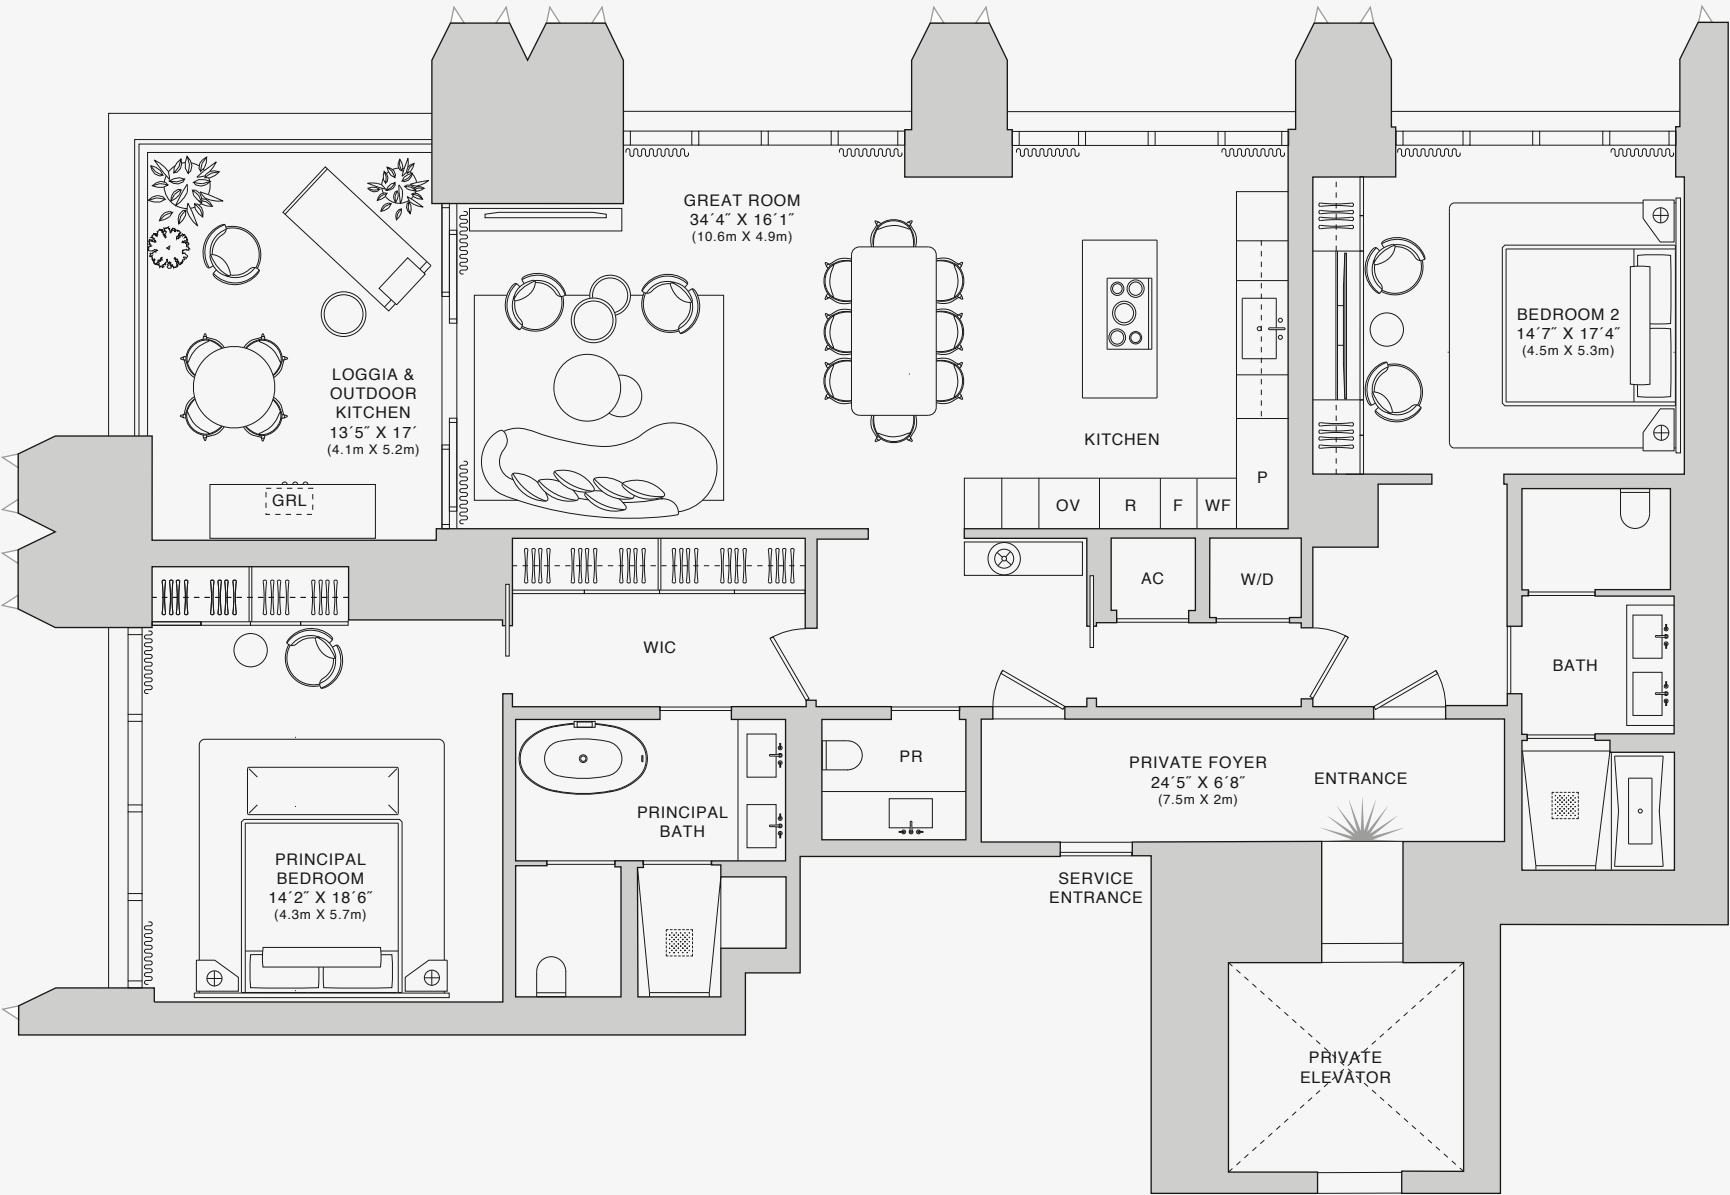 GREAT ROOM
34´4˝ X 16´1˝
(10.6m X 4.9m)
LOGGIA &
OUTDOOR
KITCHEN
13´5˝ X 17´
(4.1m X 5.2m)
GRL
KITCHEN
OV
R
F
WF
P
BEDROOM 2
14´7˝ X 17´4˝
(4.5m X 5.3m)
AC
W/D
WIC
BATH
PR
PRIVATE FOYER
24´5˝ X 6´8˝
(7.5m X 2m)
ENTRANCE
PRINCIPAL
BATH
PRINCIPAL
BEDROOM
14´2˝ X 18´6˝
(4.3m X 5.7m)
SERVICE
ENTRANCE
PRIVATE
ELEVATOR